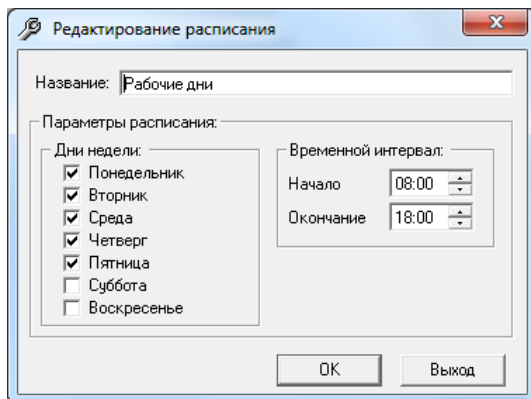 Редактирование расписания
Название: Рабочие дни
Параметры расписания:
Дни недели:
Понедельник
Вторник
Среда
Четверг
Пятница
Суббота
Воскресенье
Временной интервал:
Начало 08:00
Окончание 18:00
OK Выход